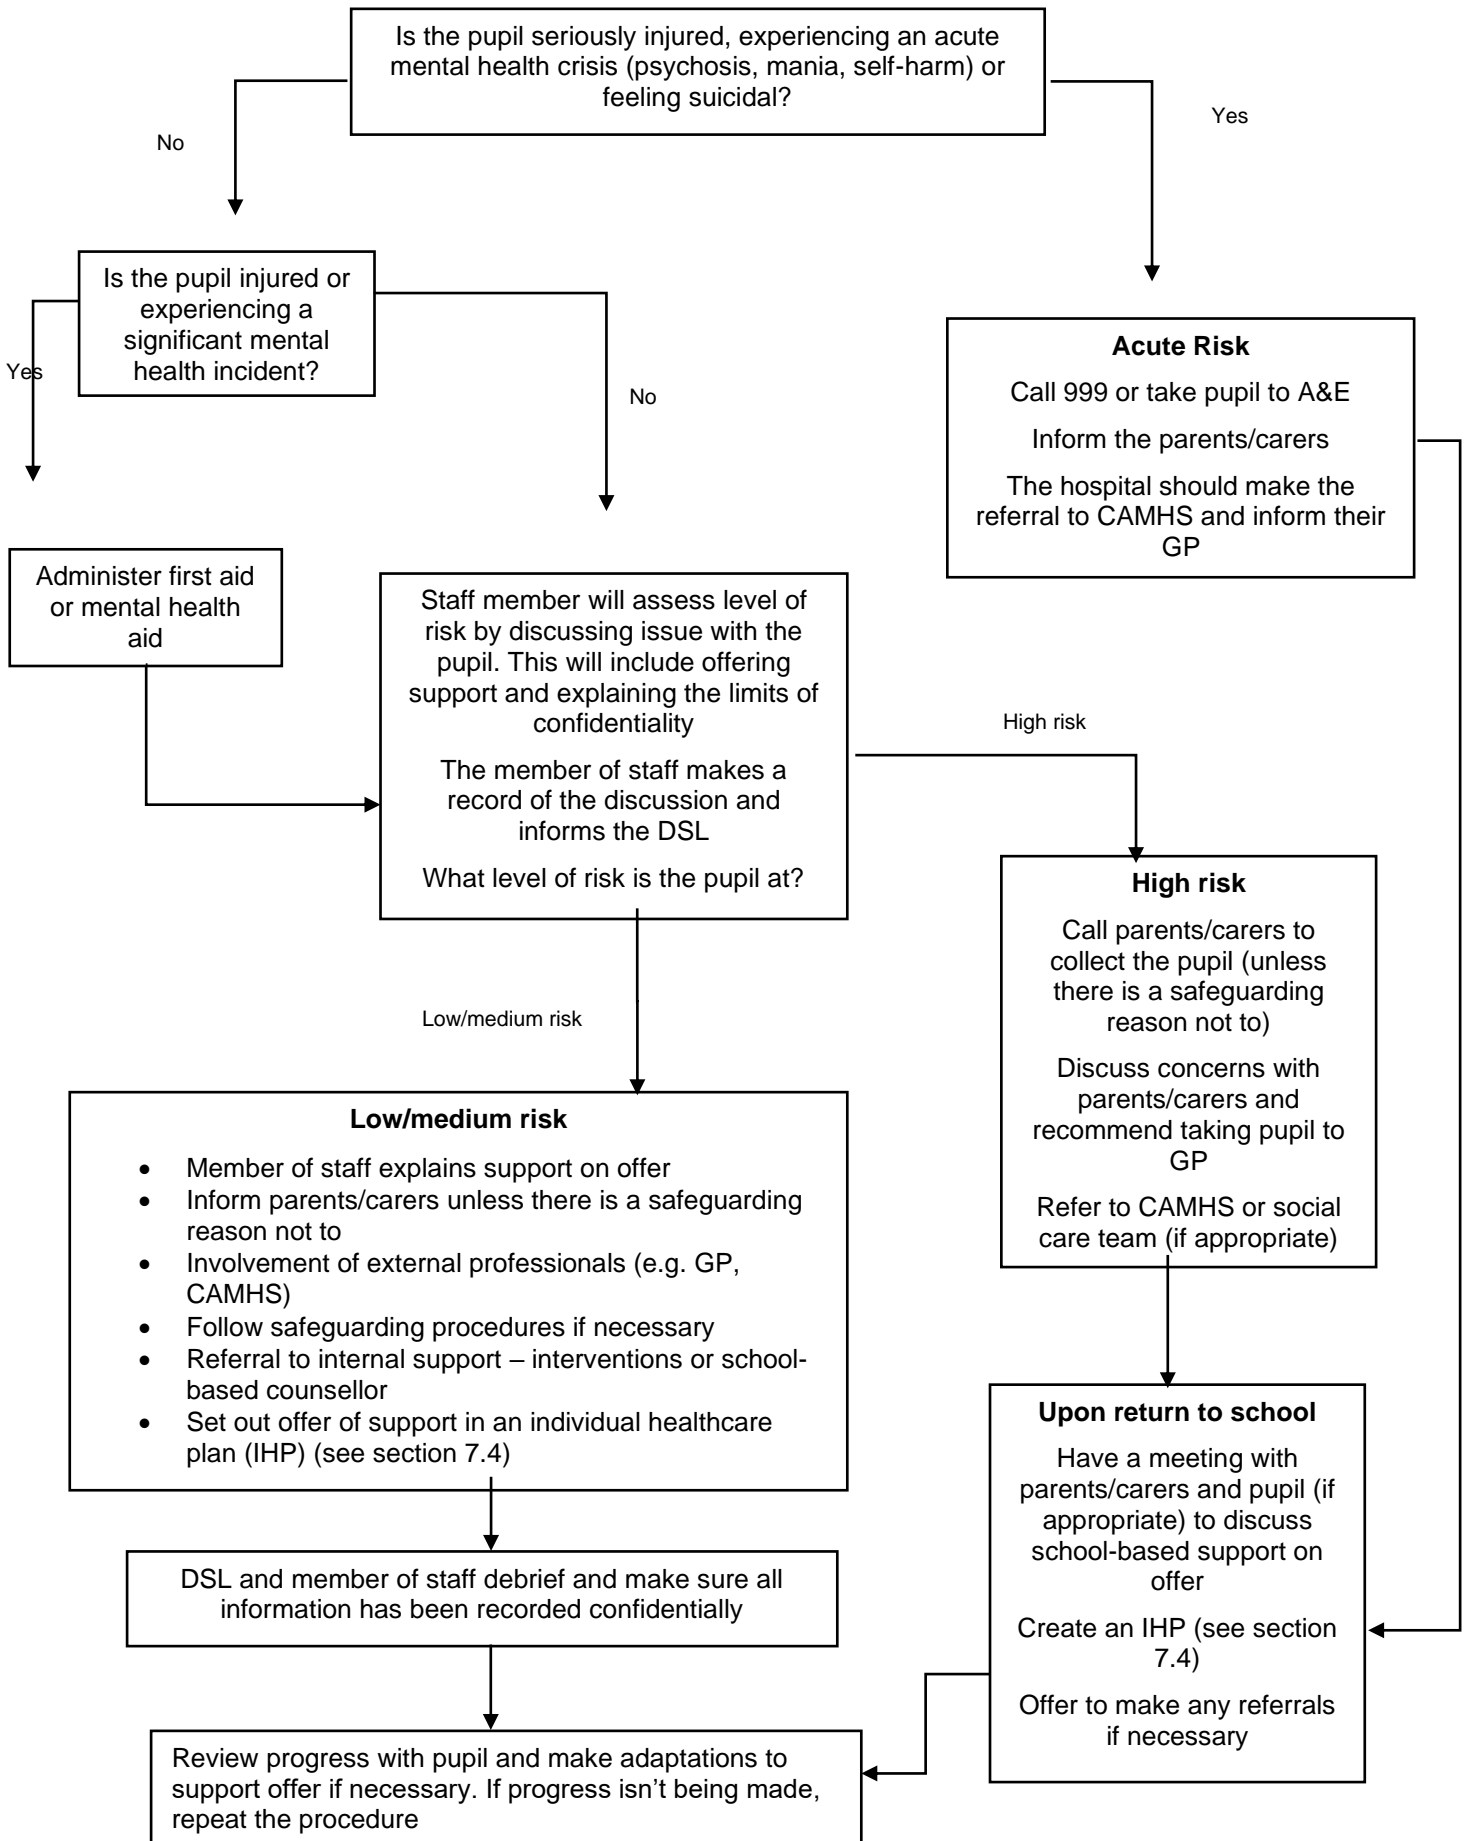 Is the pupil seriously injured, experiencing an acute
mental health crisis (psychosis, mania, self-harm) or
feeling suicidal?
No
Yes
Is the pupil injured or
experiencing a
significant mental
health incident?
Yes
No
Acute Risk
Call 999 or take pupil to A&E
Inform the parents/carers
The hospital should make the
referral to CAMHS and inform their
GP
Administer first aid
or mental health
aid
Staff member will assess level of
risk by discussing issue with the
pupil. This will include offering
support and explaining the limits of
confidentiality
The member of staff makes a
record of the discussion and
informs the DSL
What level of risk is the pupil at?
High risk
Low/medium risk
High risk
Call parents/carers to
collect the pupil (unless
there is a safeguarding
reason not to)
Discuss concerns with
parents/carers and
recommend taking pupil to
GP
Refer to CAMHS or social
care team (if appropriate)
Low/medium risk
• Member of staff explains support on offer
• Inform parents/carers unless there is a safeguarding
reason not to
• Involvement of external professionals (e.g. GP,
CAMHS)
• Follow safeguarding procedures if necessary
• Referral to internal support – interventions or school-
based counsellor
• Set out offer of support in an individual healthcare
plan (IHP) (see section 7.4)
Upon return to school
Have a meeting with
parents/carers and pupil (if
appropriate) to discuss
school-based support on
offer
Create an IHP (see section
7.4)
Offer to make any referrals
if necessary
DSL and member of staff debrief and make sure all
information has been recorded confidentially
Review progress with pupil and make adaptations to
support offer if necessary. If progress isn’t being made,
repeat the procedure